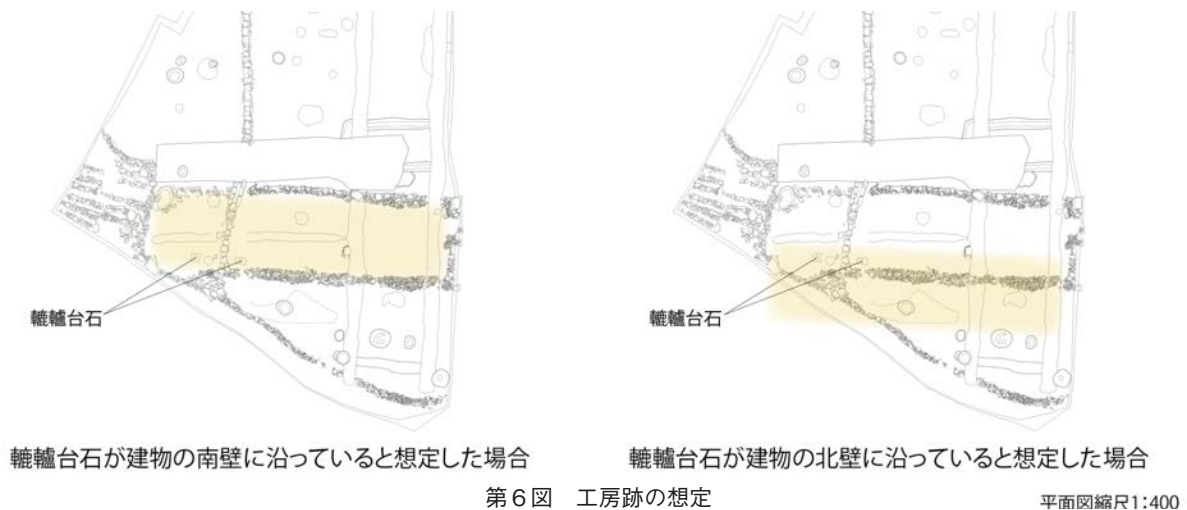 轆轤台石
轆轤台石
轆轤台石が建物の南壁に沿っていると想定した場合
轆轤台石が建物の北壁に沿っていると想定した場合
第６図　工房跡の想定
平面図縮尺1:400